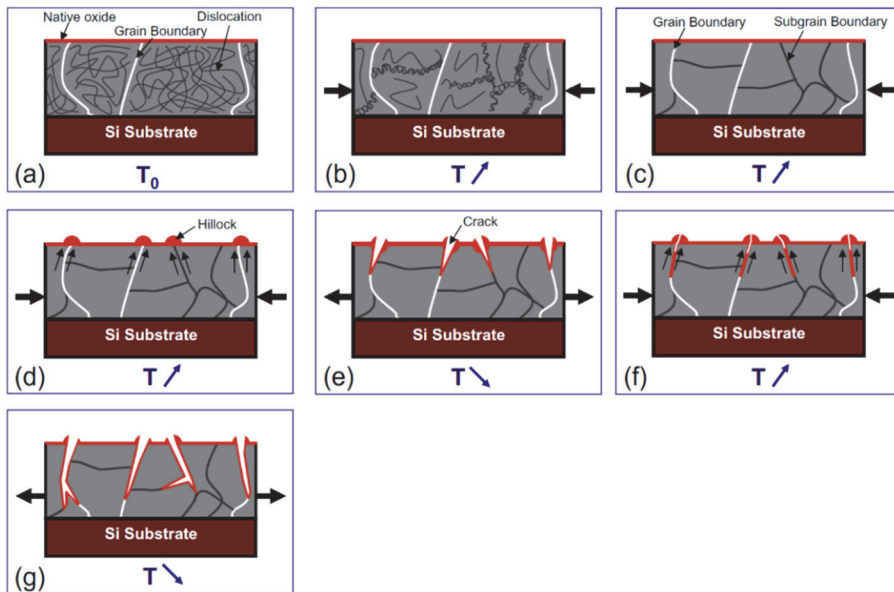 Native oxide
Dislocation
Grain Boundary
Si Substrate
(a)
T0
Si Substrate
(b)
T
Grain Boundary
Subgrain Boundary
Si Substrate
(c)
T
Hillock
Si Substrate
(d)
T
Crack
Si Substrate
(e)
T
Si Substrate
(f)
T
Si Substrate
(g)
T